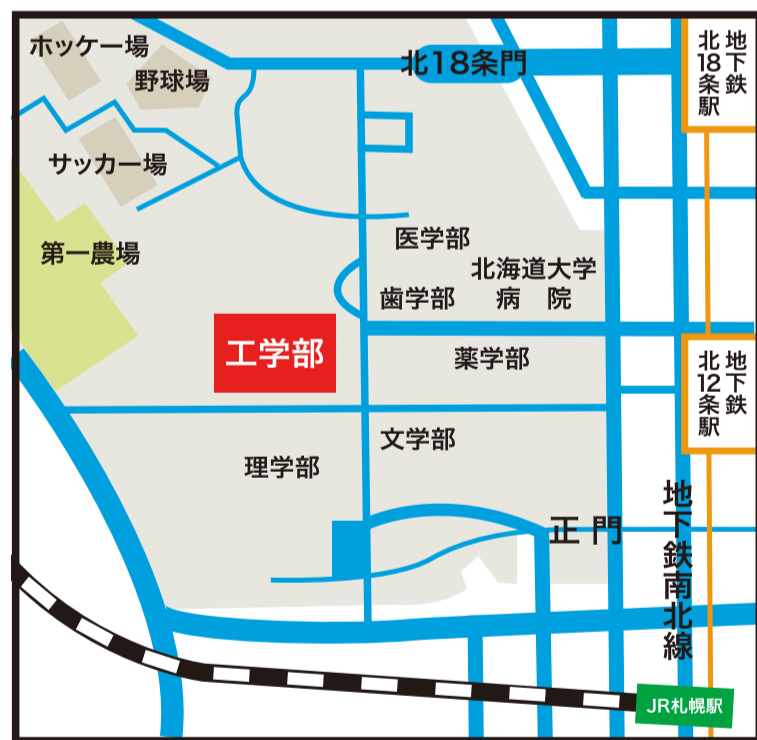 ホッケー場
野球場
北18条門
地下鉄
北18条駅
サッカー場
第一農場
医学部
北海道大学
病 院
歯学部
工学部
薬学部
地下鉄
北12条駅
文学部
理学部
正 門
地下鉄南北線
JR札幌駅